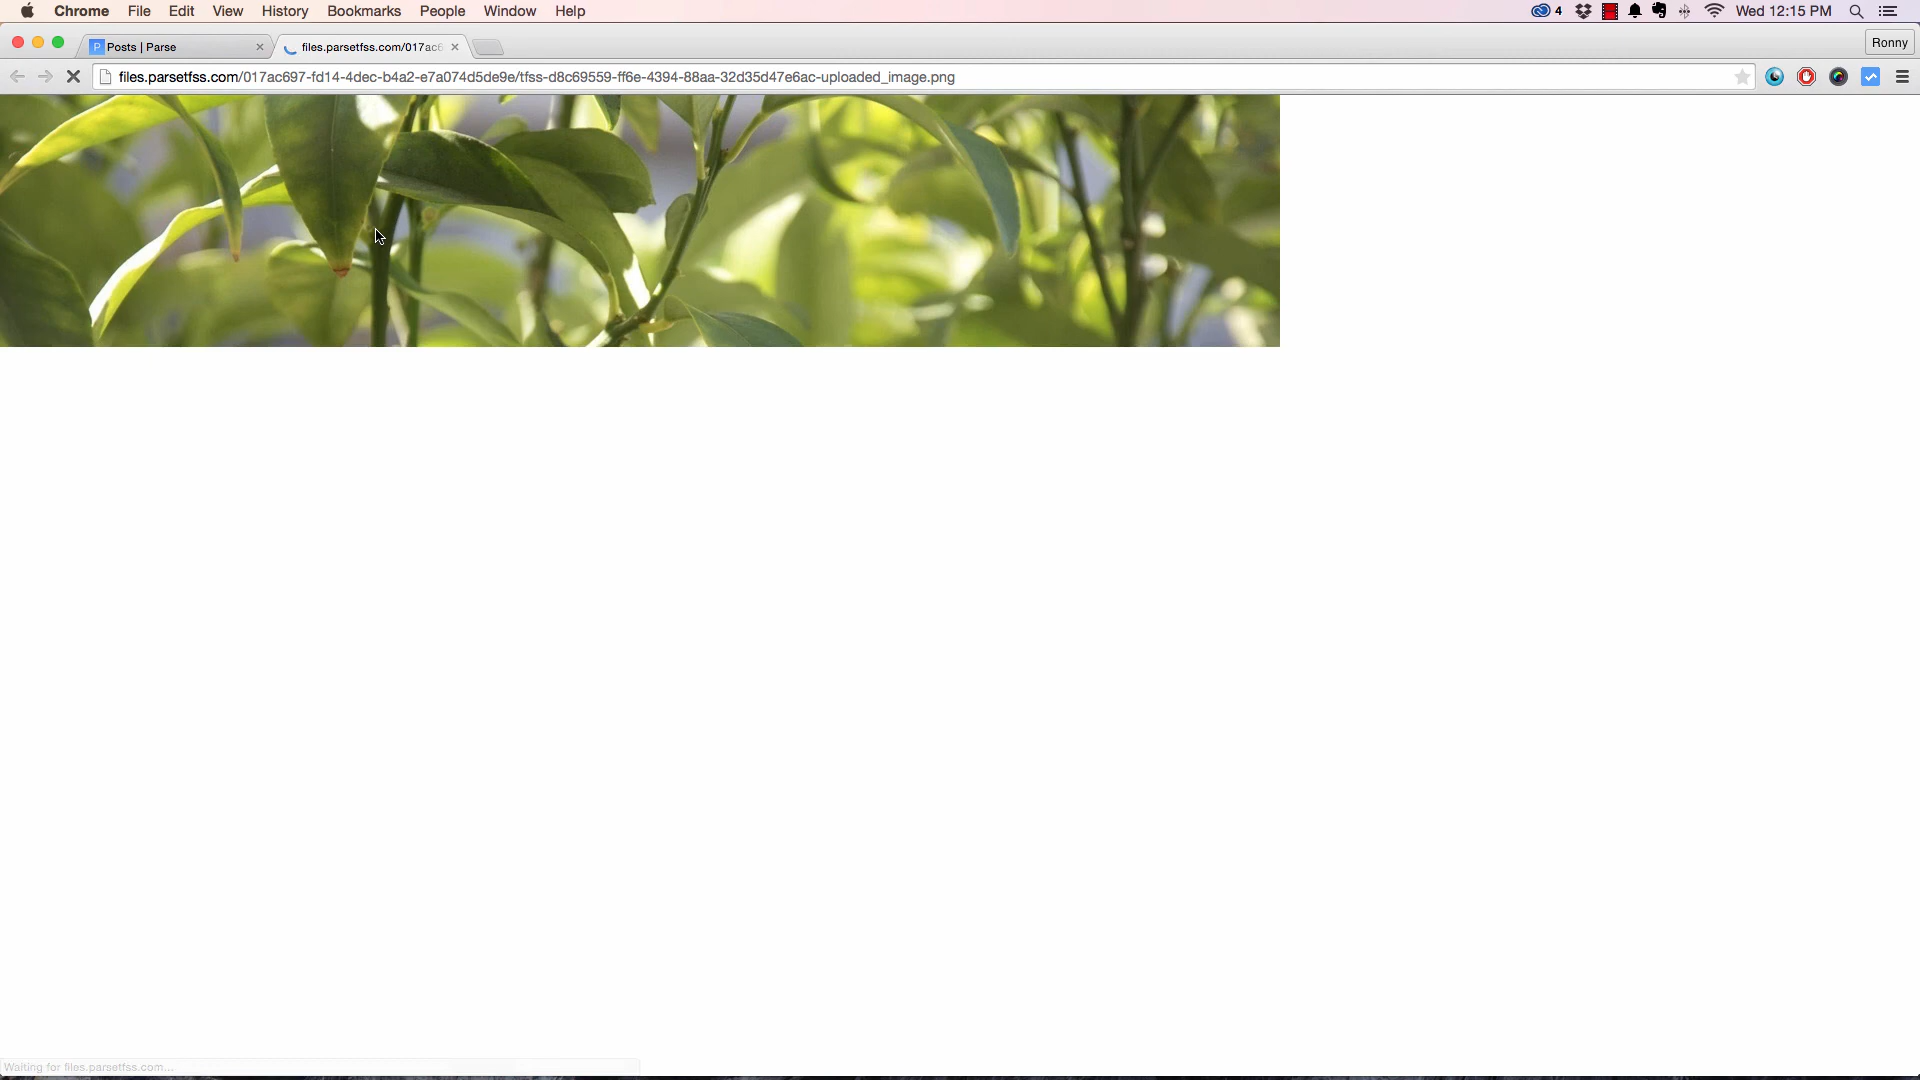 Chrome File Edit View History Bookmarks People Window Help 4 Wed 12:15 PM
P Posts | Parse files.parsetfss.com/017ac6 Ronny
files.parsetfss.com/017ac697-fd14-4dec-b4a2-e7a074d5de9e/tfss-d8c69559-ff6e-4394-88aa-32d35d47e6ac-uploaded_image.png
Waiting for files.parsetfss.com...